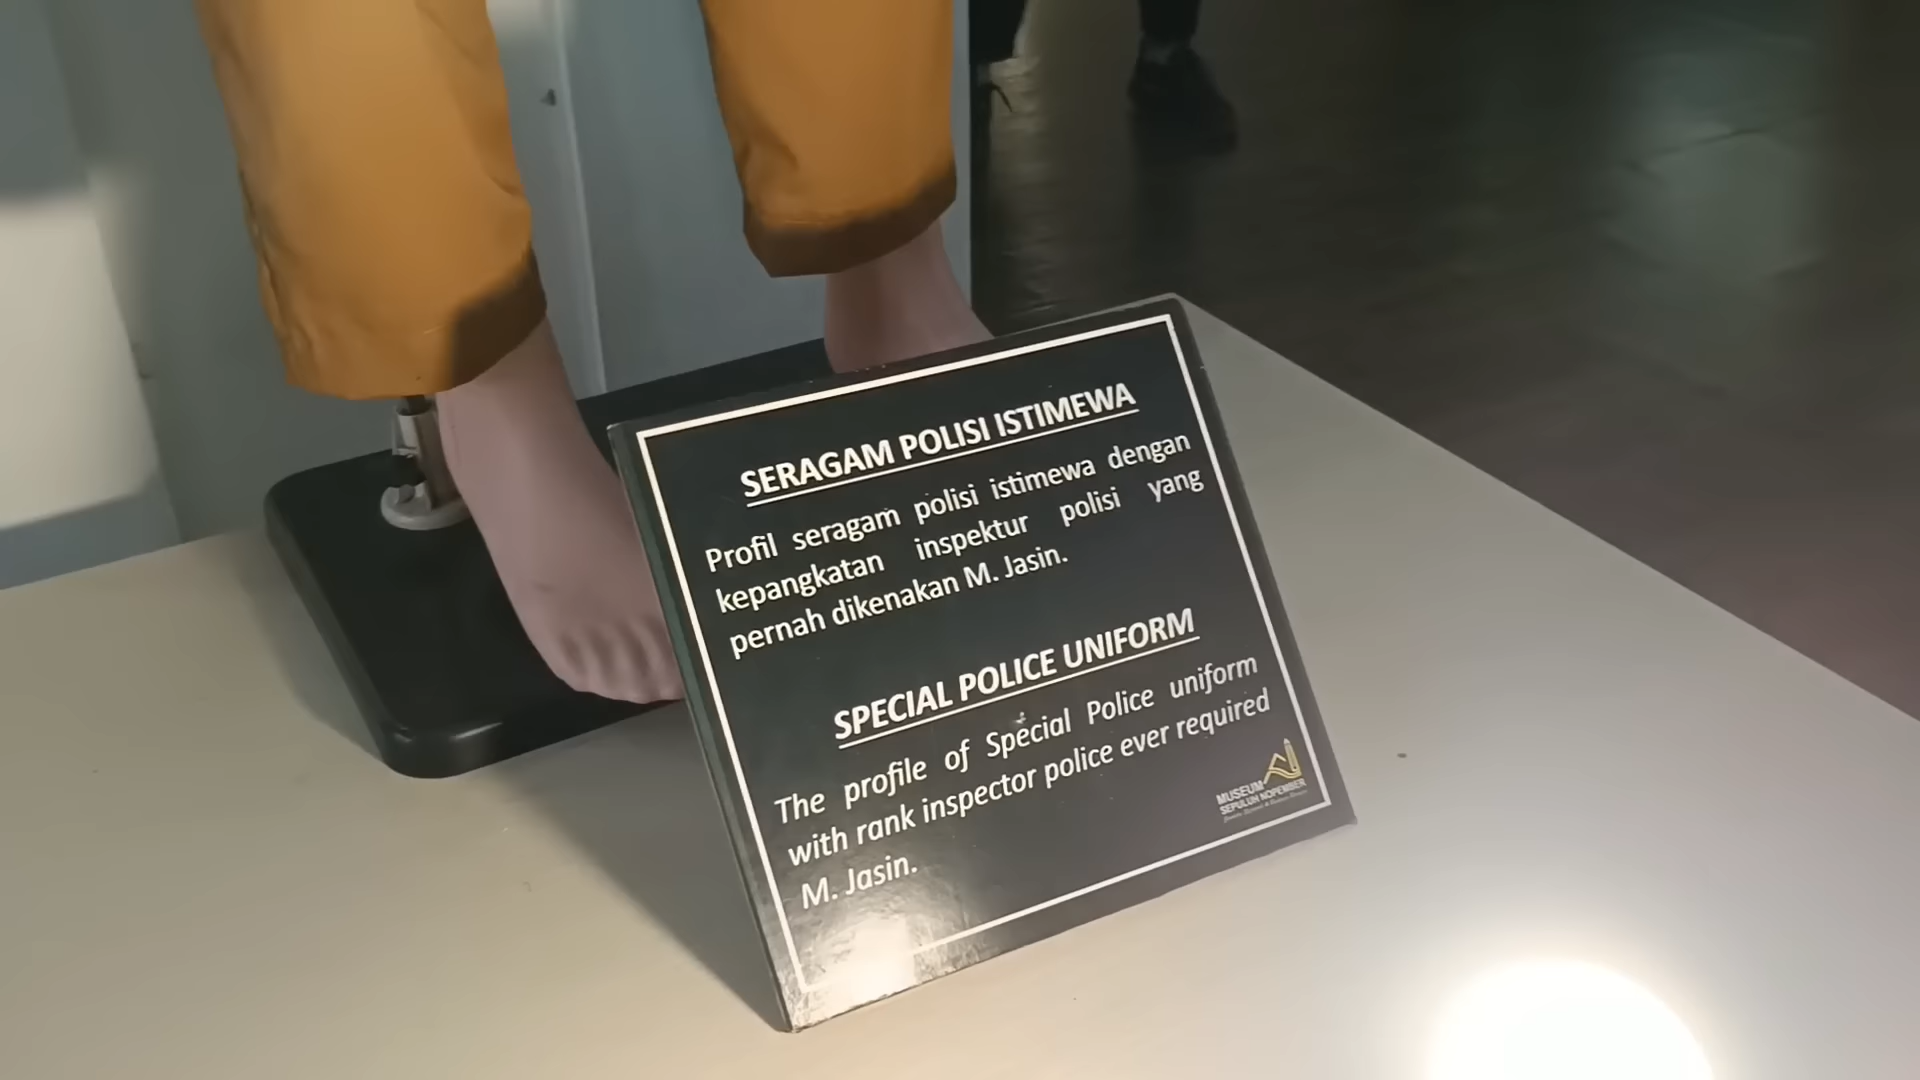 SERAGAM POLISI ISTIMEWA
Profil seragam polisi istimewa dengan
kepangkatan inspektur polisi yang
pernah dikenakan M. Jasin.
SPECIAL POLICE UNIFORM
The profile of Special Police uniform
with rank inspector police ever required
M. Jasin.
MUSEUM
SEPULUH NOPEMBER